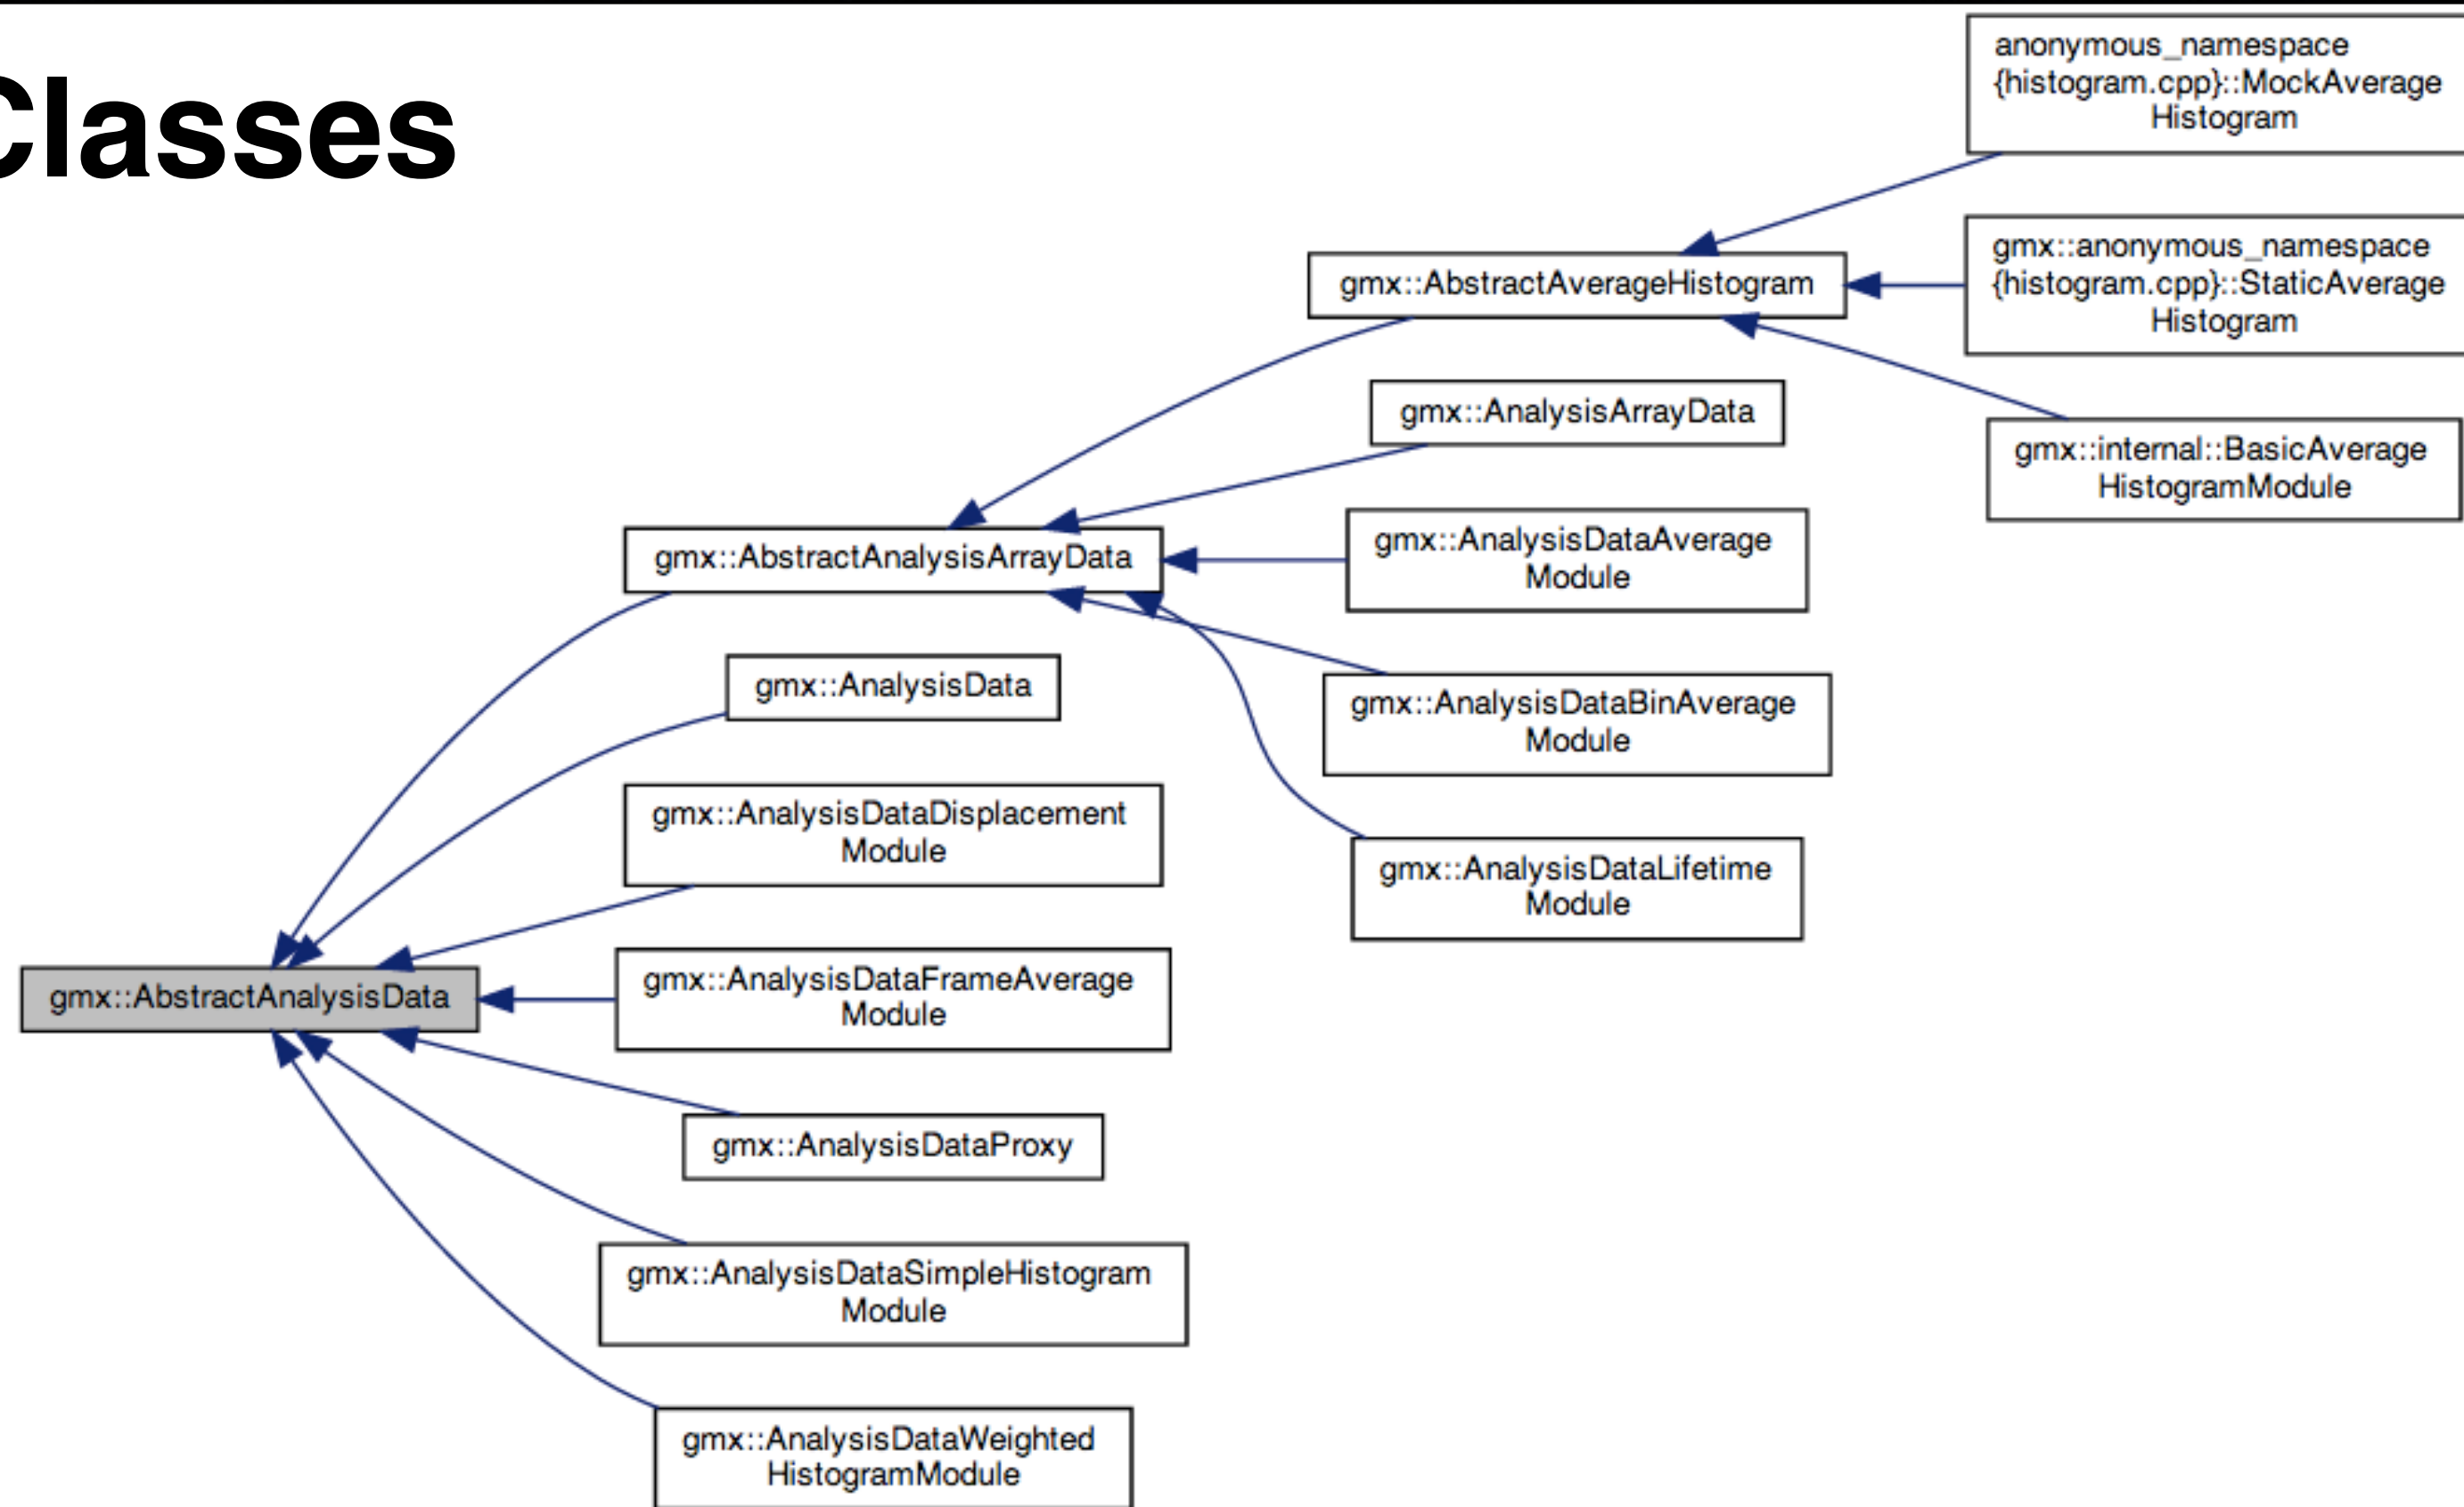 Classes
anonymous_namespace
{histogram.cpp}::MockAverage
Histogram
gmx::anonymous_namespace
{histogram.cpp}::StaticAverage
Histogram
gmx::AbstractAverageHistogram
gmx::AnalysisArrayData
gmx::internal::BasicAverage
HistogramModule
gmx::AbstractAnalysisArrayData
gmx::AnalysisDataAverage
Module
gmx::AnalysisData
gmx::AnalysisDataBinAverage
Module
gmx::AnalysisDataDisplacement
Module
gmx::AnalysisDataLifetime
Module
gmx::AbstractAnalysisData
gmx::AnalysisDataFrameAverage
Module
gmx::AnalysisDataProxy
gmx::AnalysisDataSimpleHistogram
Module
gmx::AnalysisDataWeighted
HistogramModule